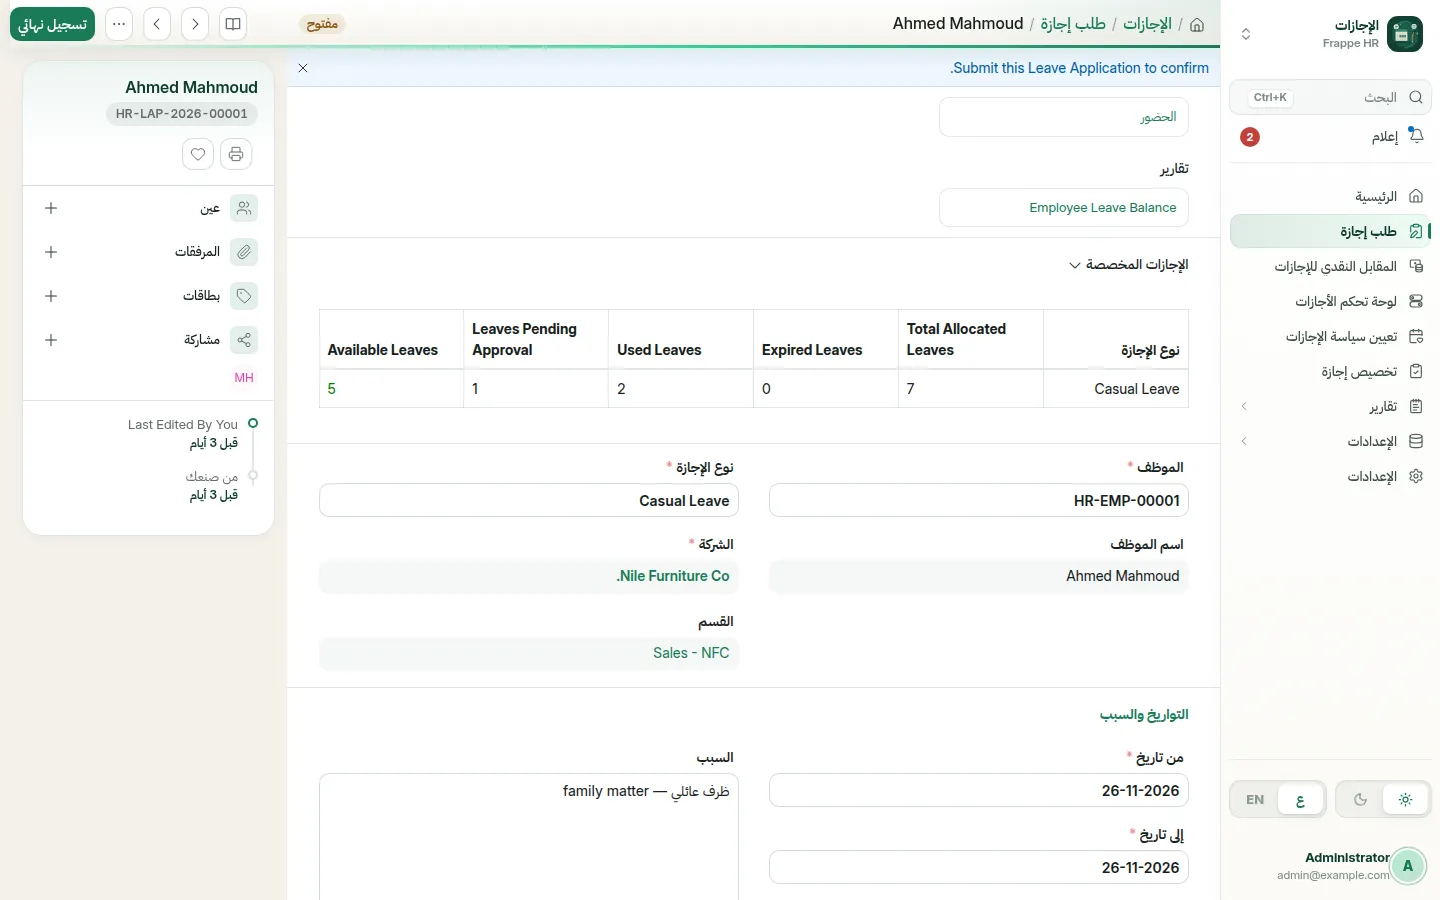 الإجازات
Frappe HR
البحث
Ctrl+K
إعلام
2
الرئيسية
طلب إجازة
المقابل النقدي للإجازات
لوحة تحكم الأجازات
تعيين سياسة الإجازات
تخصيص إجازة
تقارير
الإعدادات
الإعدادات
ع
EN
Administrator
A
admin@example.com
الإجازات / طلب إجازة / Ahmed Mahmoud
مفتوح
تسجيل نهائي
Submit this Leave Application to confirm.
الحضور
تقارير
Employee Leave Balance
الإجازات المخصصة
نوع الإجازة
Total Allocated Leaves
Expired Leaves
Used Leaves
Leaves Pending Approval
Available Leaves
Casual Leave
7
0
2
1
5
الموظف *
HR-EMP-00001
نوع الإجازة *
Casual Leave
اسم الموظف
Ahmed Mahmoud
الشركة *
Nile Furniture Co.
القسم
Sales - NFC
التواريخ والسبب
من تاريخ *
26-11-2026
إلى تاريخ *
26-11-2026
السبب
ظرف عائلي — family matter
Ahmed Mahmoud
HR-LAP-2026-00001
عين
المرفقات
بطاقات
مشاركة
MH
Last Edited By You
قبل 3 أيام
من صنعك
قبل 3 أيام